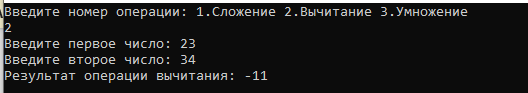 Введите номер операции: 1.Сложение 2.Вычитание 3.Умножение
2
Введите первое число: 23
Введите второе число: 34
Результат операции вычитания: -11